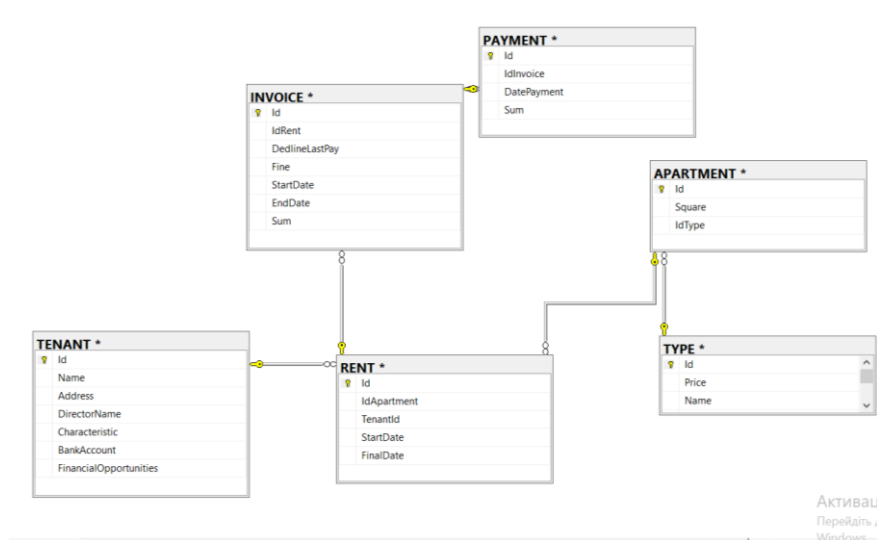 PAYMENT *
Id
IdInvoice
DatePayment
Sum
INVOICE *
Id
IdRent
DedlineLastPay
Fine
StartDate
EndDate
Sum
APARTMENT *
Id
Square
IdType
TENANT *
Id
Name
Address
DirectorName
Characteristic
BankAccount
FinancialOpportunities
RENT *
Id
IdApartment
TenantId
StartDate
FinalDate
TYPE *
Id
Price
Name
Активац
Перейдіть
Windows